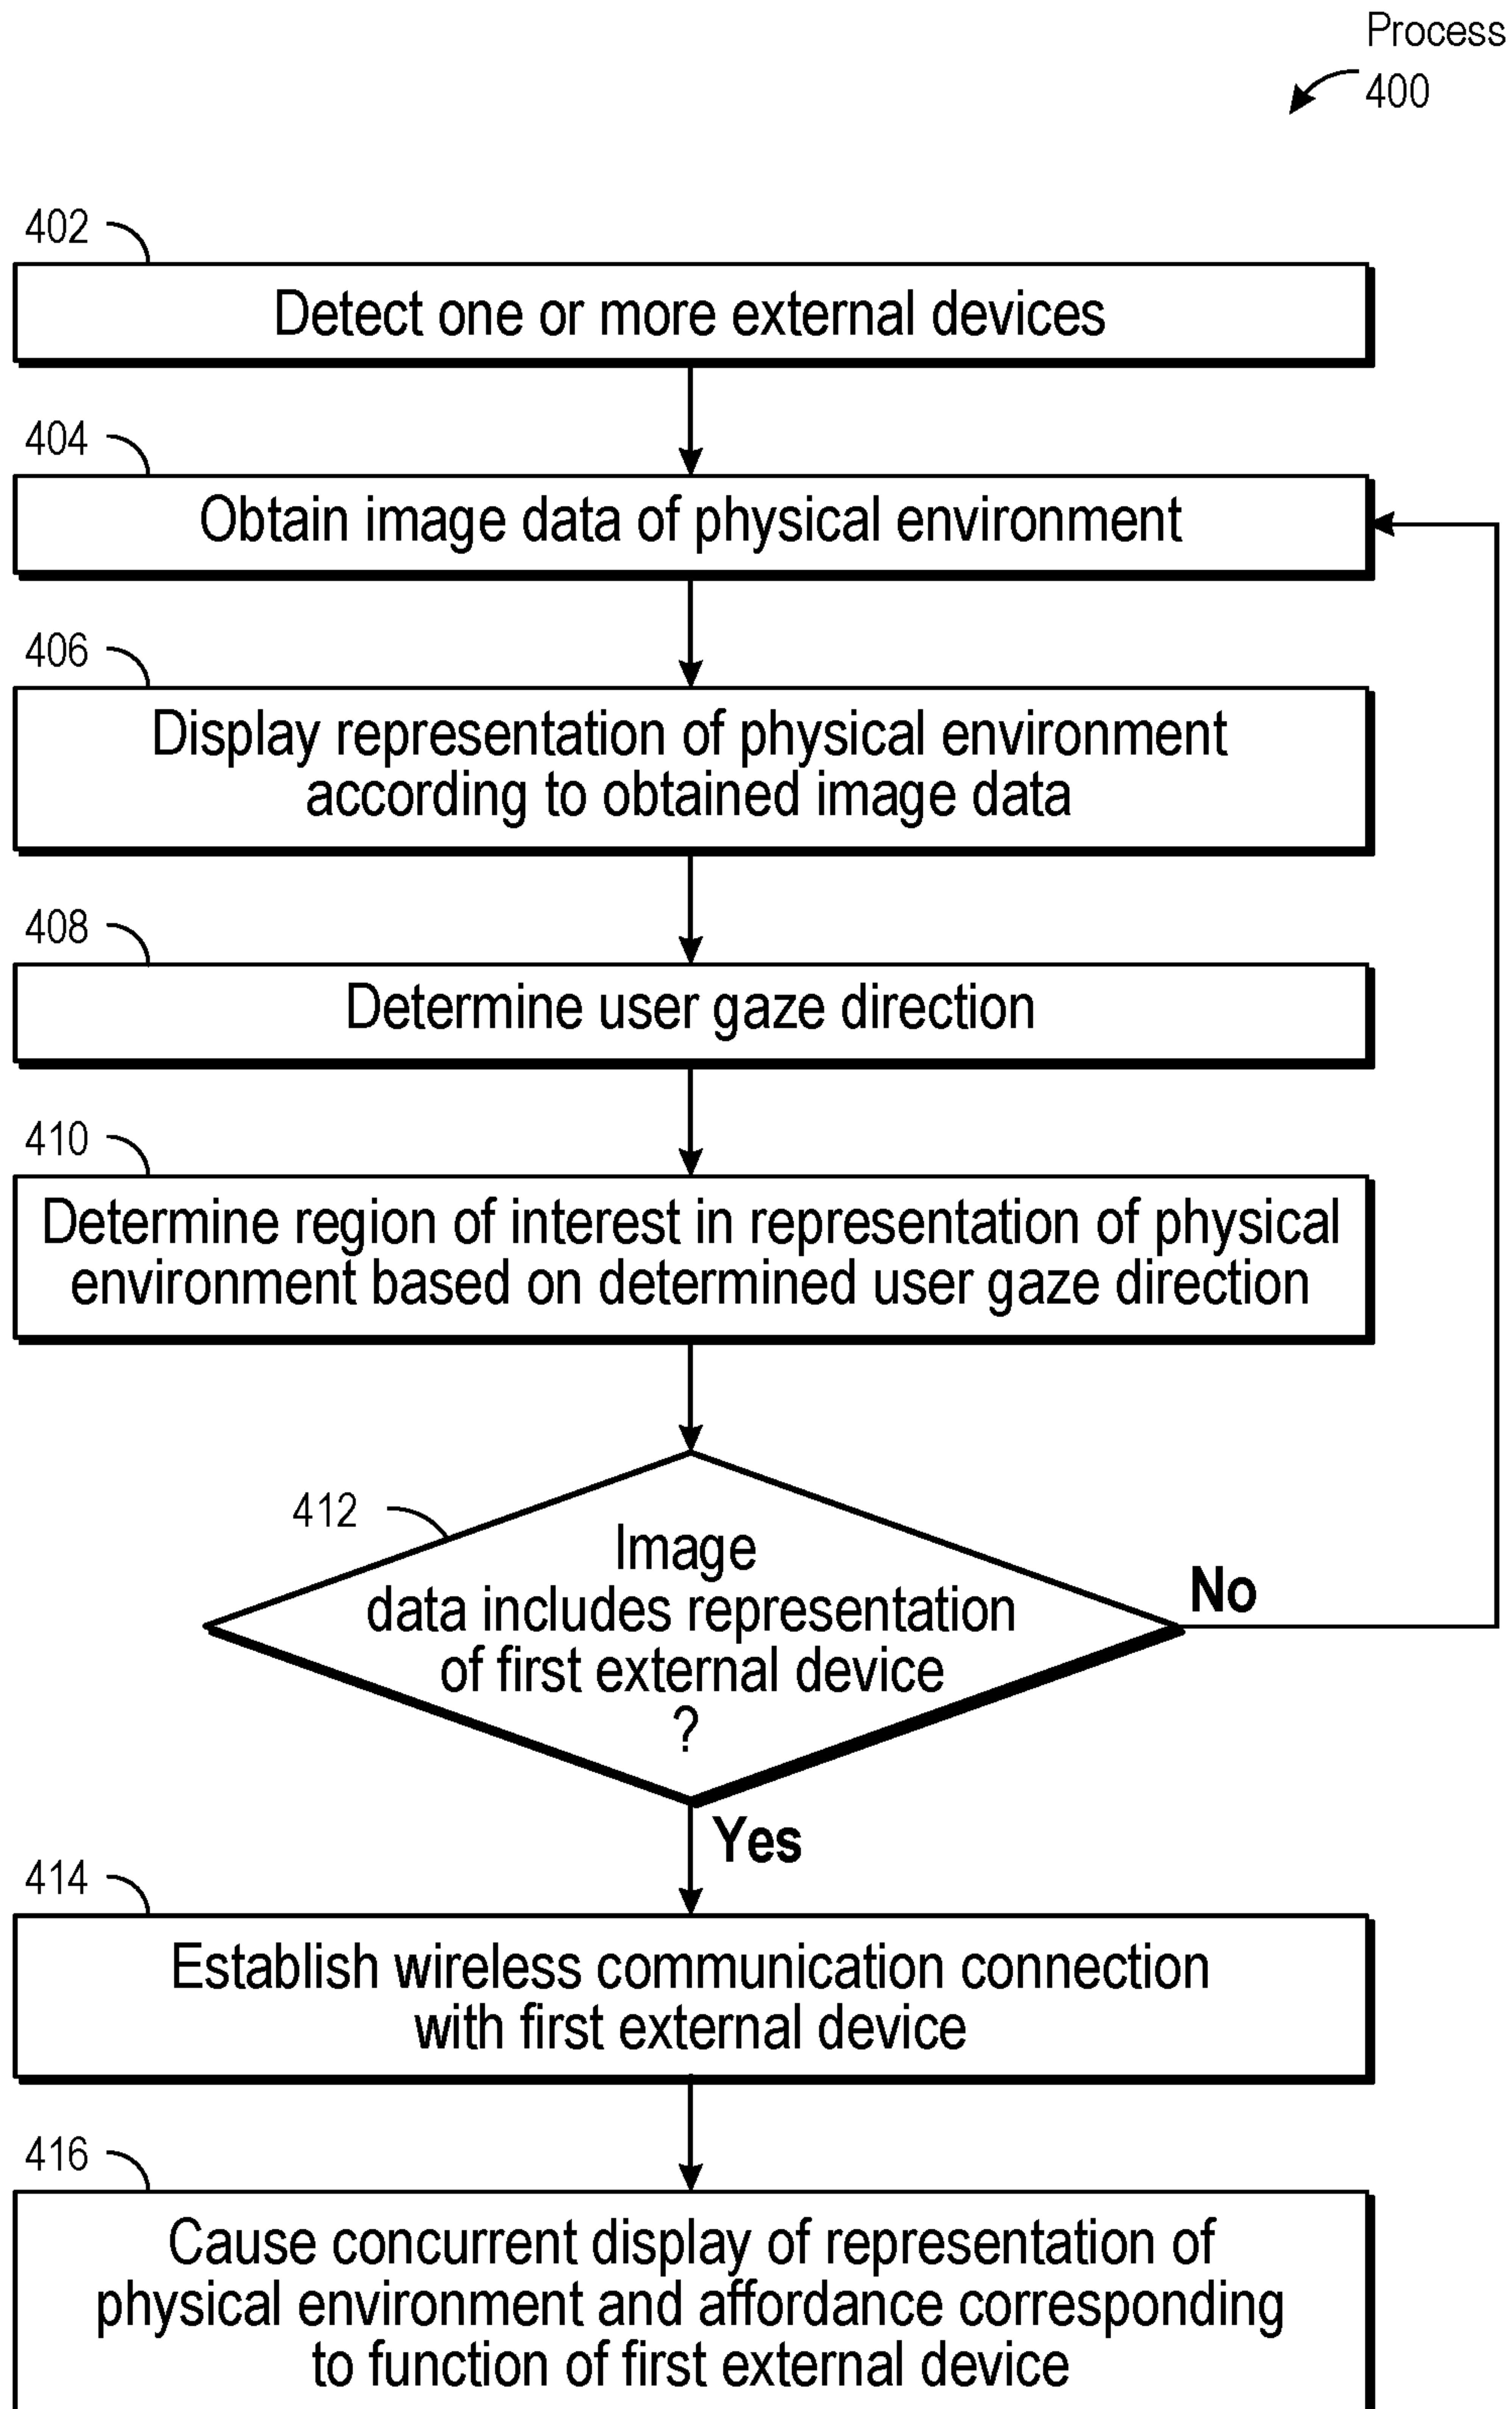 Process
400
402
Detect one or more external devices
404
Obtain image data of physical environment
406
Display representation of physical environment
according to obtained image data
408
Determine user gaze direction
410
Determine region of interest in representation of physical
environment based on determined user gaze direction
412
Image
data includes representation
of first external device
?
No
Yes
414
Establish wireless communication connection
with first external device
416
Cause concurrent display of representation of
physical environment and affordance corresponding
to function of first external device